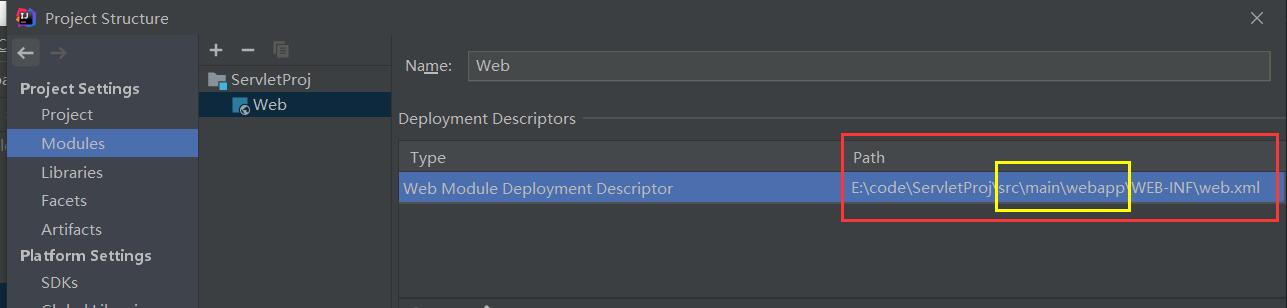 Project Structure
Project Settings
Project
Modules
Libraries
Facets
Artifacts
Platform Settings
SDKs
ServletProj
Web
Name: Web
Deployment Descriptors
Type Path
Web Module Deployment Descriptor E:\code\ServletProj\src\main\webapp\WEB-INF\web.xml